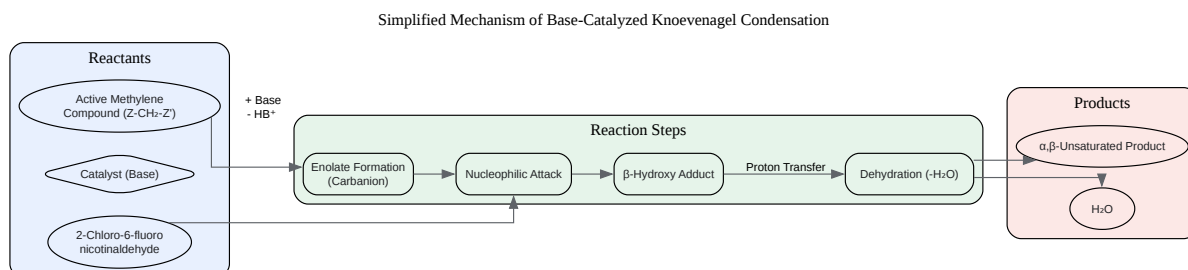 Simplified Mechanism of Base-Catalyzed Knoevenagel Condensation
Reactants
Active Methylene
Compound (Z-CH₂-Z')
Catalyst (Base)
2-Chloro-6-fluoro
nicotinaldehyde
+ Base
- HB⁺
Reaction Steps
Enolate Formation
(Carbanion)
Nucleophilic Attack
β-Hydroxy Adduct
Proton Transfer
Dehydration (-H₂O)
Products
α,β-Unsaturated Product
H₂O